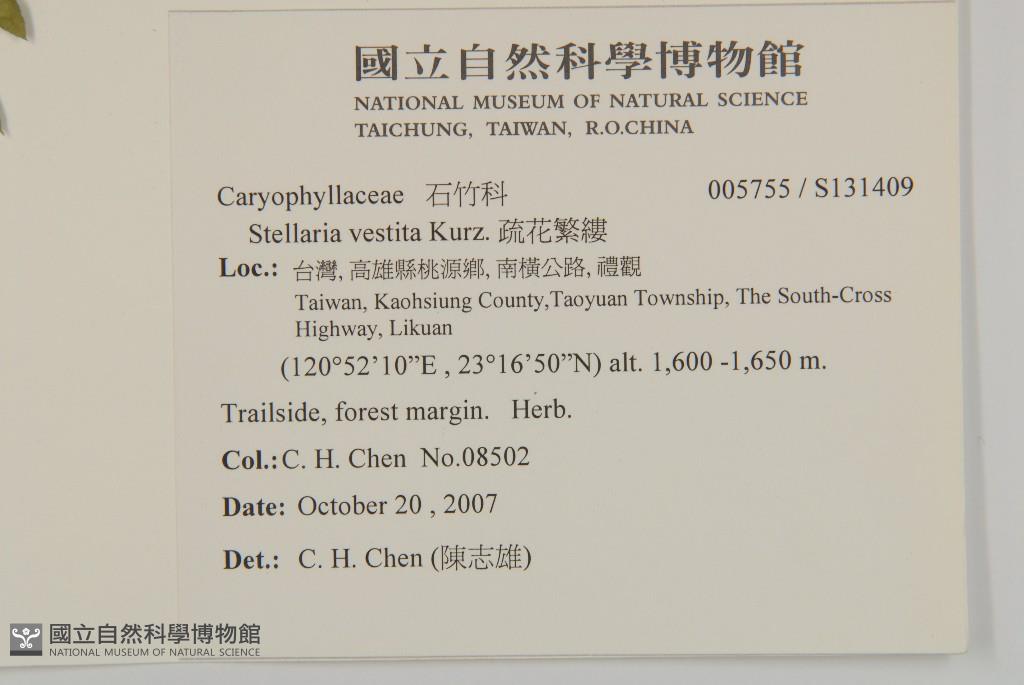 國立自然科學博物館
NATIONAL MUSEUM OF NATURAL SCIENCE
TAICHUNG, TAIWAN, R.O.CHINA
Caryophyllaceae 石竹科 005755 / S131409
Stellaria vestita Kurz. 疏花繁縷
Loc.: 台灣, 高雄縣桃源鄉, 南橫公路, 禮觀
Taiwan, Kaohsiung County,Taoyuan Township, The South-Cross
Highway, Likuan
(120°52’10”E , 23°16’50”N) alt. 1,600 -1,650 m.
Trailside, forest margin. Herb.
Col.: C. H. Chen No.08502
Date: October 20 , 2007
Det.: C. H. Chen (陳志雄)
國立自然科學博物館
NATIONAL MUSEUM OF NATURAL SCIENCE